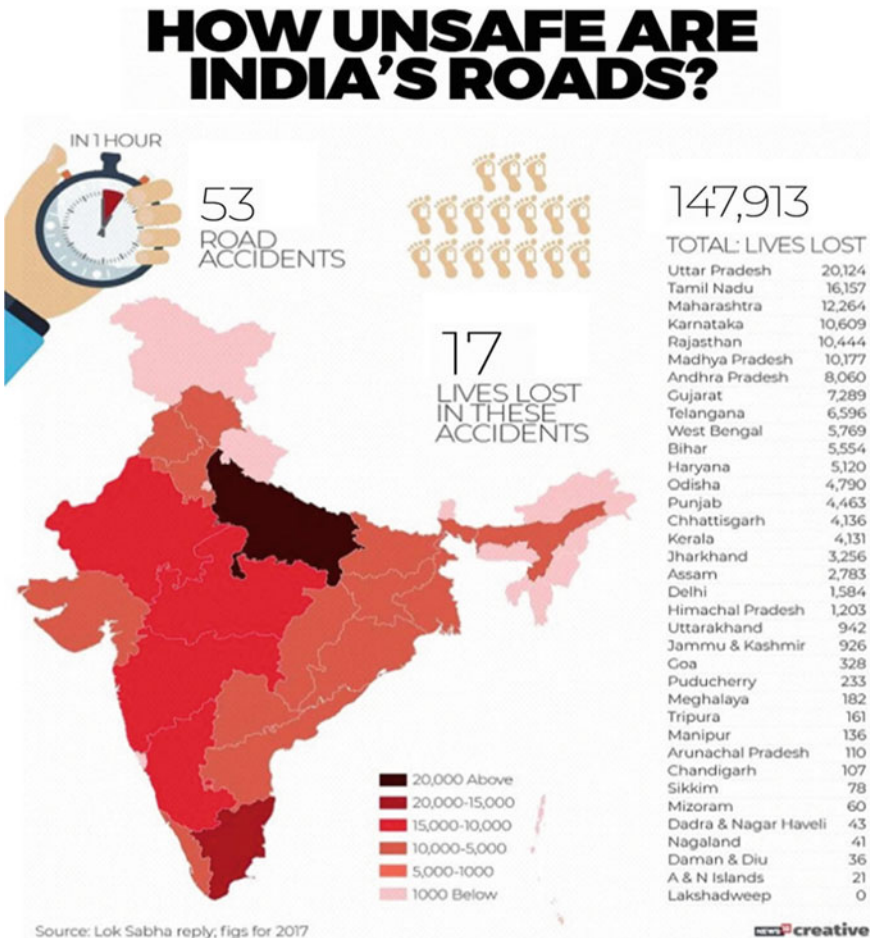 HOW UNSAFE ARE
INDIA'S ROADS?
IN 1 HOUR
53
ROAD
ACCIDENTS
17
LIVES LOST
IN THESE
ACCIDENTS
147,913
TOTAL: LIVES LOST
Uttar Pradesh 20,124
Tamil Nadu 16,157
Maharashtra 12,264
Karnataka 10,609
Rajasthan 10,444
Madhya Pradesh 10,177
Andhra Pradesh 8,060
Gujarat 7,289
Telangana 6,596
West Bengal 5,769
Bihar 5,554
Haryana 5,120
Odisha 4,790
Punjab 4,463
Chhattisgarh 4,136
Kerala 4,131
Jharkhand 3,256
Assam 2,783
Delhi 1,584
Himachal Pradesh 1,203
Uttarakhand 942
Jammu & Kashmir 926
Goa 328
Puducherry 233
Meghalaya 182
Tripura 161
Manipur 136
Arunachal Pradesh 110
Chandigarh 107
Sikkim 78
Mizoram 60
Dadra & Nagar Haveli 43
Nagaland 41
Daman & Diu 36
A & N Islands 21
Lakshadweep 0
20,000 Above
20,000-15,000
15,000-10,000
10,000-5,000
5,000-1000
1000 Below
Source: Lok Sabha reply; figs for 2017
NEWS18 creative